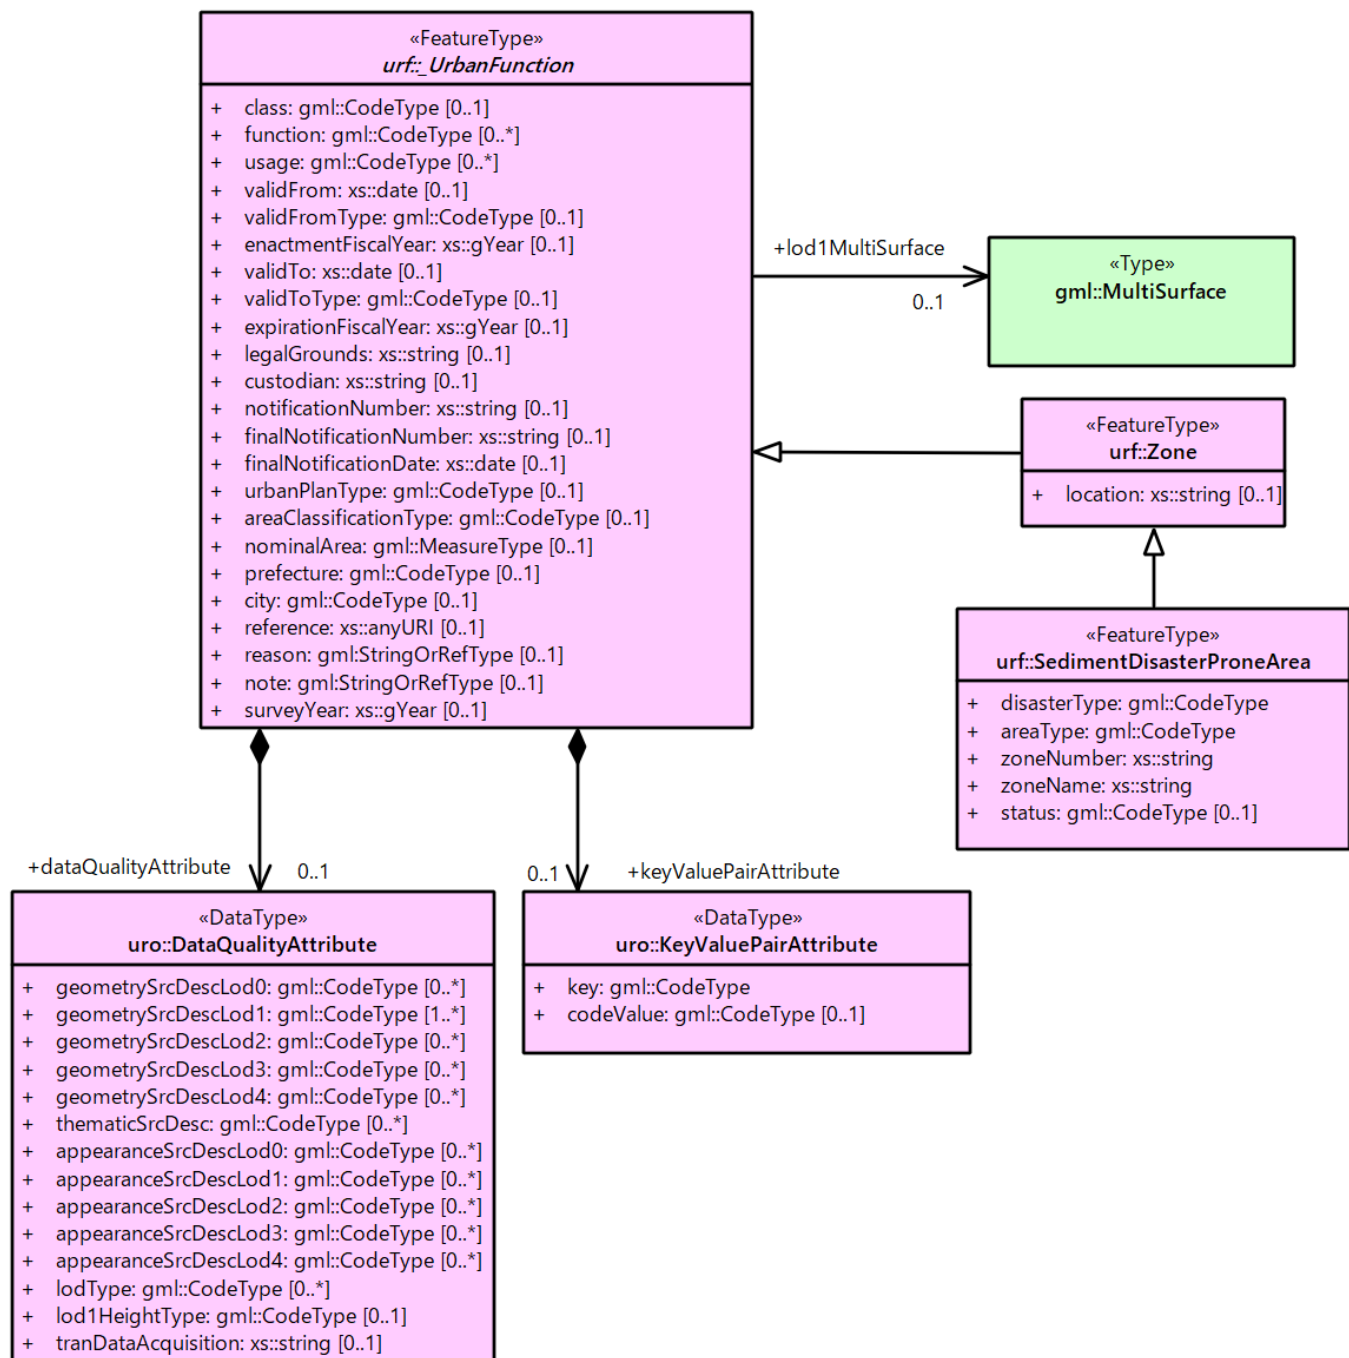 «FeatureType»
urf::_UrbanFunction
+ class: gml::CodeType [0..1]
+ function: gml::CodeType [0..*]
+ usage: gml::CodeType [0..*]
+ validFrom: xs::date [0..1]
+ validFromType: gml::CodeType [0..1]
+ enactmentFiscalYear: xs::gYear [0..1]
+ validTo: xs::date [0..1]
+ validToType: gml::CodeType [0..1]
+ expirationFiscalYear: xs::gYear [0..1]
+ legalGrounds: xs::string [0..1]
+ custodian: xs::string [0..1]
+ notificationNumber: xs::string [0..1]
+ finalNotificationNumber: xs::string [0..1]
+ finalNotificationDate: xs::date [0..1]
+ urbanPlanType: gml::CodeType [0..1]
+ areaClassificationType: gml::CodeType [0..1]
+ nominalArea: gml::MeasureType [0..1]
+ prefecture: gml::CodeType [0..1]
+ city: gml::CodeType [0..1]
+ reference: xs::anyURI [0..1]
+ reason: gml:StringOrRefType [0..1]
+ note: gml:StringOrRefType [0..1]
+ surveyYear: xs::gYear [0..1]
+lod1MultiSurface
0..1
«Type»
gml::MultiSurface
«FeatureType»
urf::Zone
+ location: xs::string [0..1]
«FeatureType»
urf::SedimentDisasterProneArea
+ disasterType: gml::CodeType
+ areaType: gml::CodeType
+ zoneNumber: xs::string
+ zoneName: xs::string
+ status: gml::CodeType [0..1]
+dataQualityAttribute
0..1
0..1
+keyValuePairAttribute
«DataType»
uro::DataQualityAttribute
+ geometrySrcDescLod0: gml::CodeType [0..*]
+ geometrySrcDescLod1: gml::CodeType [1..*]
+ geometrySrcDescLod2: gml::CodeType [0..*]
+ geometrySrcDescLod3: gml::CodeType [0..*]
+ geometrySrcDescLod4: gml::CodeType [0..*]
+ thematicSrcDesc: gml::CodeType [0..*]
+ appearanceSrcDescLod0: gml::CodeType [0..*]
+ appearanceSrcDescLod1: gml::CodeType [0..*]
+ appearanceSrcDescLod2: gml::CodeType [0..*]
+ appearanceSrcDescLod3: gml::CodeType [0..*]
+ appearanceSrcDescLod4: gml::CodeType [0..*]
+ lodType: gml::CodeType [0..*]
+ lod1HeightType: gml::CodeType [0..1]
+ tranDataAcquisition: xs::string [0..1]
«DataType»
uro::KeyValuePairAttribute
+ key: gml::CodeType
+ codeValue: gml::CodeType [0..1]